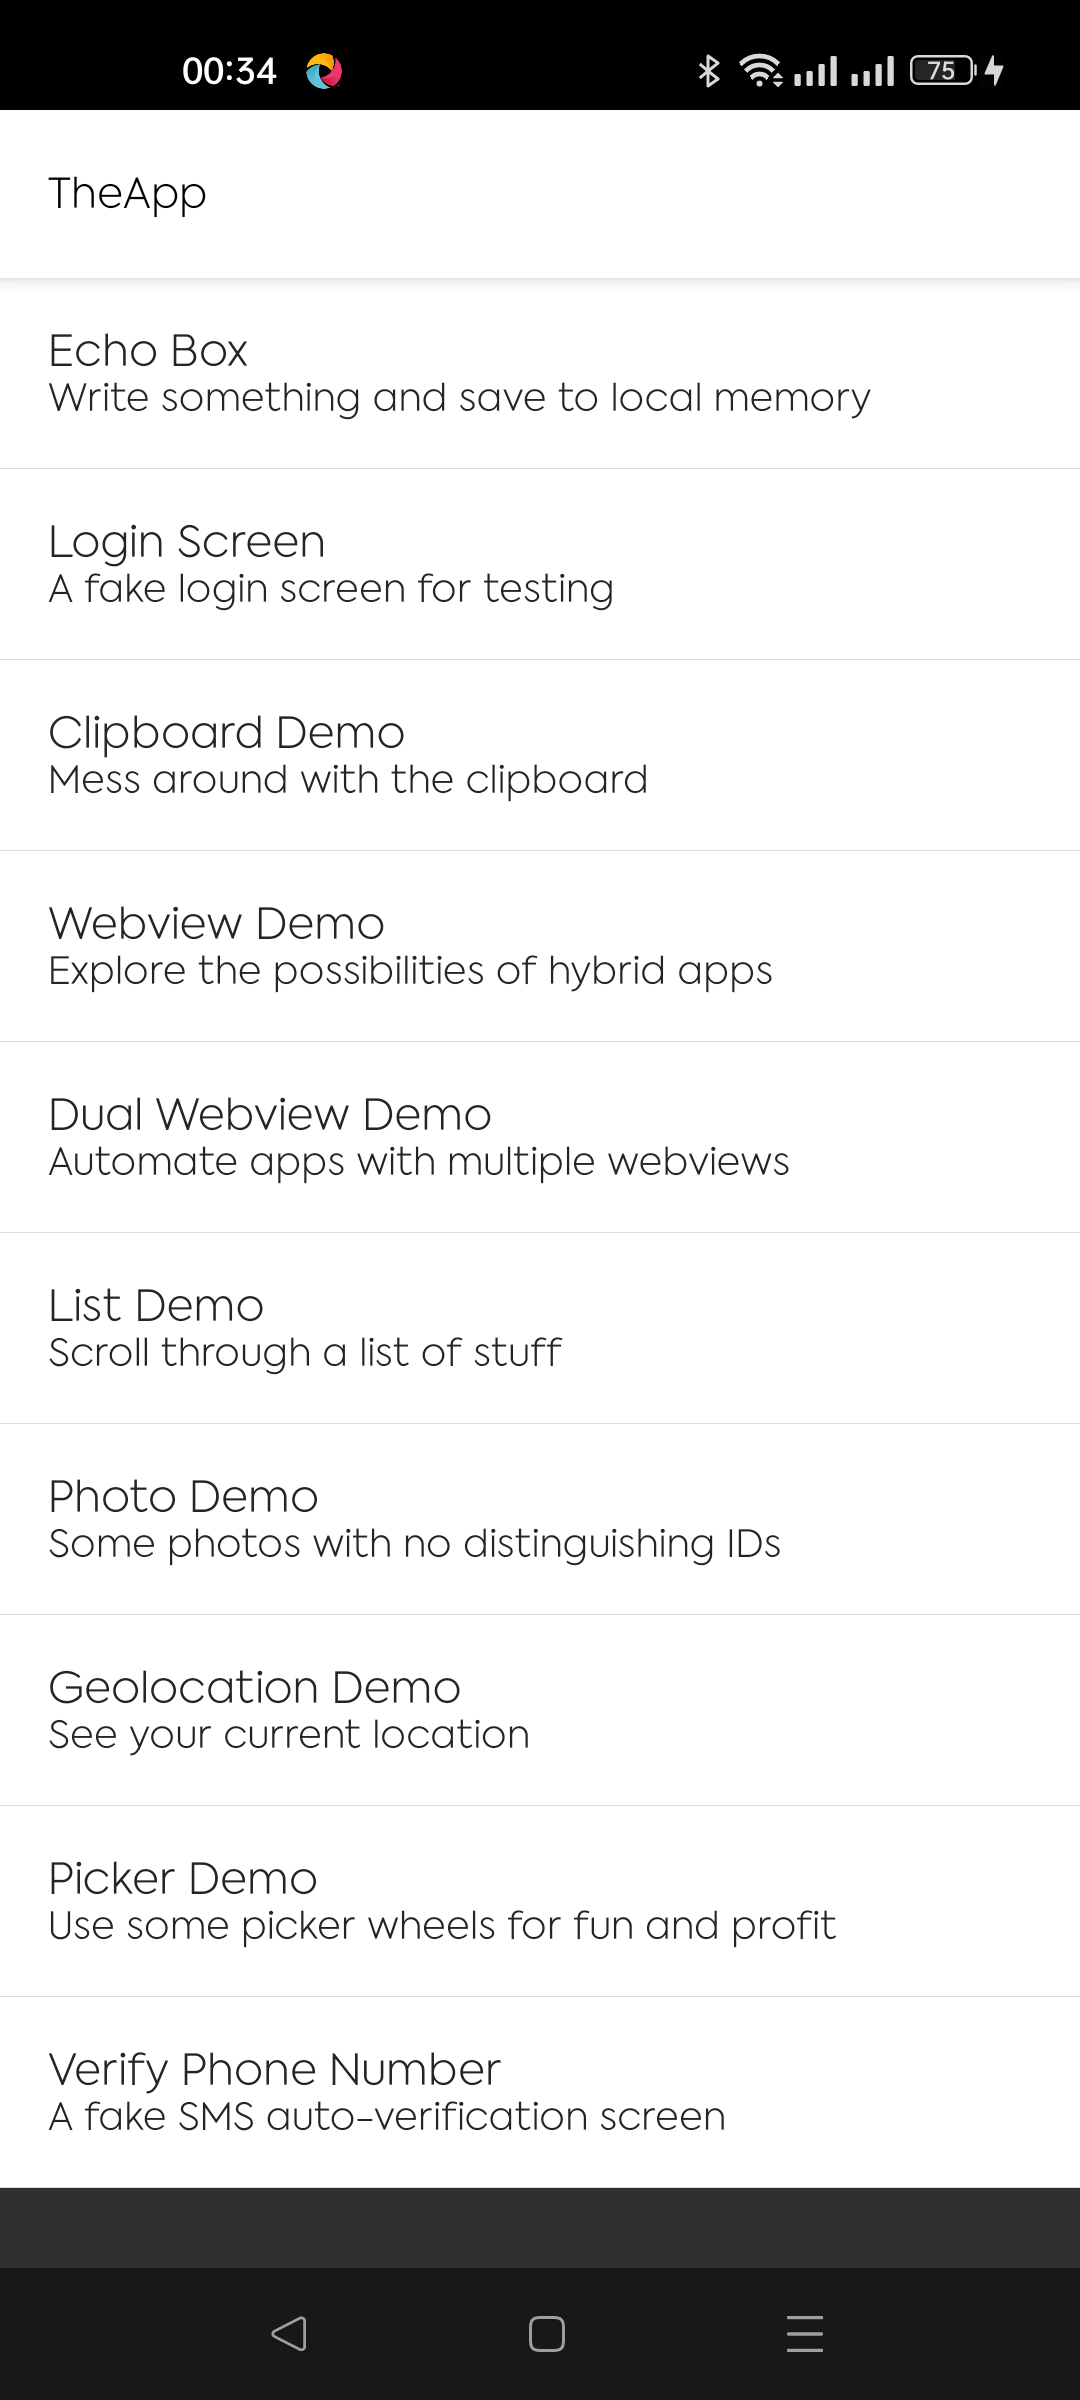 00:34
75
TheApp
Echo Box
Write something and save to local memory
Login Screen
A fake login screen for testing
Clipboard Demo
Mess around with the clipboard
Webview Demo
Explore the possibilities of hybrid apps
Dual Webview Demo
Automate apps with multiple webviews
List Demo
Scroll through a list of stuff
Photo Demo
Some photos with no distinguishing IDs
Geolocation Demo
See your current location
Picker Demo
Use some picker wheels for fun and profit
Verify Phone Number
A fake SMS auto-verification screen